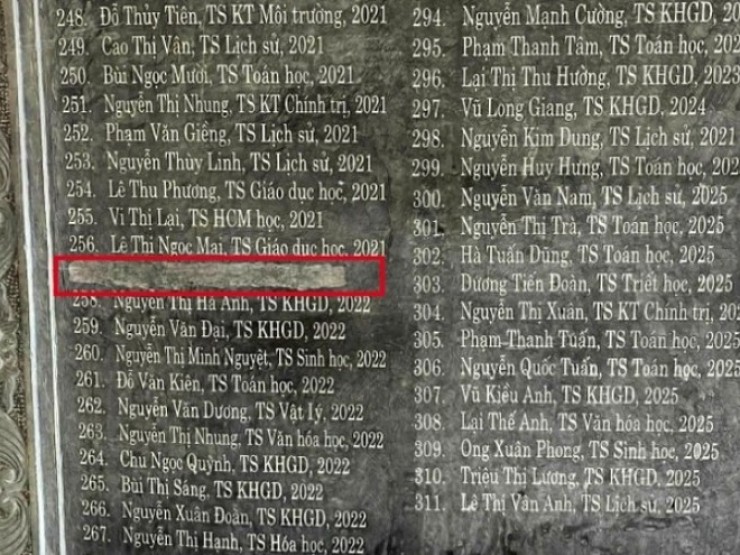 248. Đỗ Thủy Tiên, TS KT Môi trường, 2021
249. Cao Thị Vân, TS Lịch sử, 2021
250. Bùi Ngọc Mười, TS Toán học, 2021
251. Nguyễn Thị Nhung, TS KT Chính trị, 2021
252. Phạm Văn Giềng, TS Lịch sử, 2021
253. Nguyễn Thùy Linh, TS Lịch sử, 2021
254. Lê Thu Phương, TS Giáo dục học, 2021
255. Vi Thị Lại, TS HCM học, 2021
256. Lê Thị Ngọc Mai, TS Giáo dục học, 2021
258. Nguyễn Thị Hà Anh, TS KHGD, 2022
259. Nguyễn Văn Đại, TS KHGD, 2022
260. Nguyễn Thị Minh Nguyệt, TS Sinh học, 2022
261. Đỗ Văn Kiên, TS Toán học, 2022
262. Nguyễn Văn Dương, TS Vật lý, 2022
263. Nguyễn Thị Nhung, TS Văn hóa học, 2022
264. Chu Ngọc Quỳnh, TS KHGD, 2022
265. Bùi Thị Sáng, TS KHGD, 2022
266. Nguyễn Xuân Đoàn, TS KHGD, 2022
267. Nguyễn Thị Hạnh, TS Hóa học, 2022
294. Nguyễn Mạnh Cường, TS KHGD,
295. Phạm Thanh Tâm, TS Toán học,
296. Lại Thị Thu Hường, TS KHGD, 2023
297. Vũ Long Giang, TS KHGD, 2024
298. Nguyễn Kim Dung, TS Lịch sử, 2021
299. Nguyễn Huy Hưng, TS Toán học,
300. Nguyễn Văn Nam, TS Lịch sử, 2025
301. Nguyễn Thị Trà, TS Toán học, 2025
302. Hà Tuấn Dũng, TS Toán học, 2025
303. Dương Tiến Đoàn, TS Triết học, 2025
304. Nguyễn Thị Xuân, TS KT Chính trị,
305. Phạm Thanh Tuấn, TS Toán học, 2025
306. Nguyễn Quốc Tuấn, TS Toán học, 2025
307. Vũ Kiều Anh, TS KHGD, 2025
308. Lại Thế Anh, TS Văn hóa học, 2025
309. Ong Xuân Phong, TS Sinh học, 2025
310. Triệu Thị Lương, TS KHGD, 2025
311. Lê Thị Vân Anh, TS Lịch sử, 2025